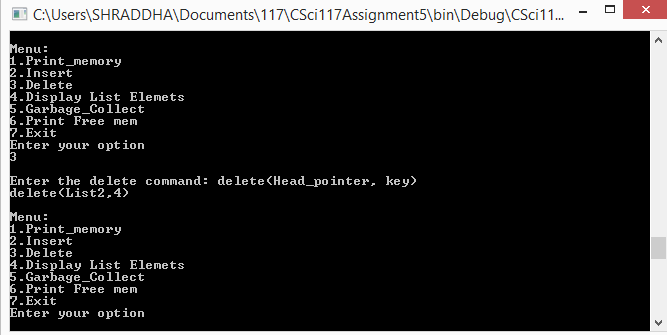 C:\Users\SHRADDHA\Documents\117\CSci117Assignment5\bin\Debug\CSci11...
Menu:
1.Print_memory
2.Insert
3.Delete
4.Display List Elemets
5.Garbage_Collect
6.Print Free mem
7.Exit
Enter your option
3
Enter the delete command: delete(Head_pointer, key)
delete(List2,4)
Menu:
1.Print_memory
2.Insert
3.Delete
4.Display List Elemets
5.Garbage_Collect
6.Print Free mem
7.Exit
Enter your option